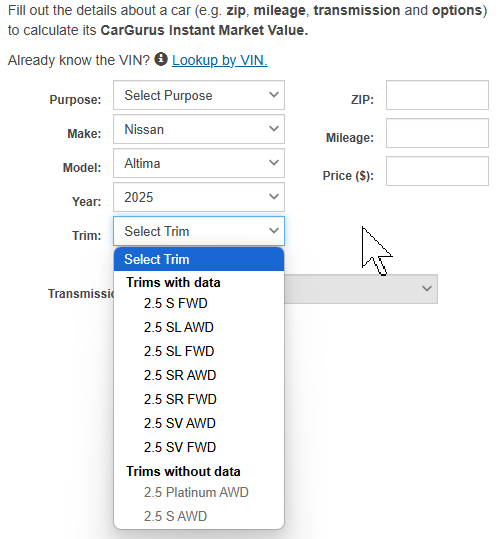 Fill out the details about a car (e.g. zip, mileage, transmission and options)
to calculate its CarGurus Instant Market Value.
Already know the VIN? Lookup by VIN.
Purpose: Select Purpose
ZIP:
Make: Nissan
Mileage:
Model: Altima
Price ($):
Year: 2025
Trim: Select Trim
Select Trim
Trims with data
2.5 S FWD
2.5 SL AWD
2.5 SL FWD
2.5 SR AWD
2.5 SR FWD
2.5 SV AWD
2.5 SV FWD
Trims without data
2.5 Platinum AWD
2.5 S AWD